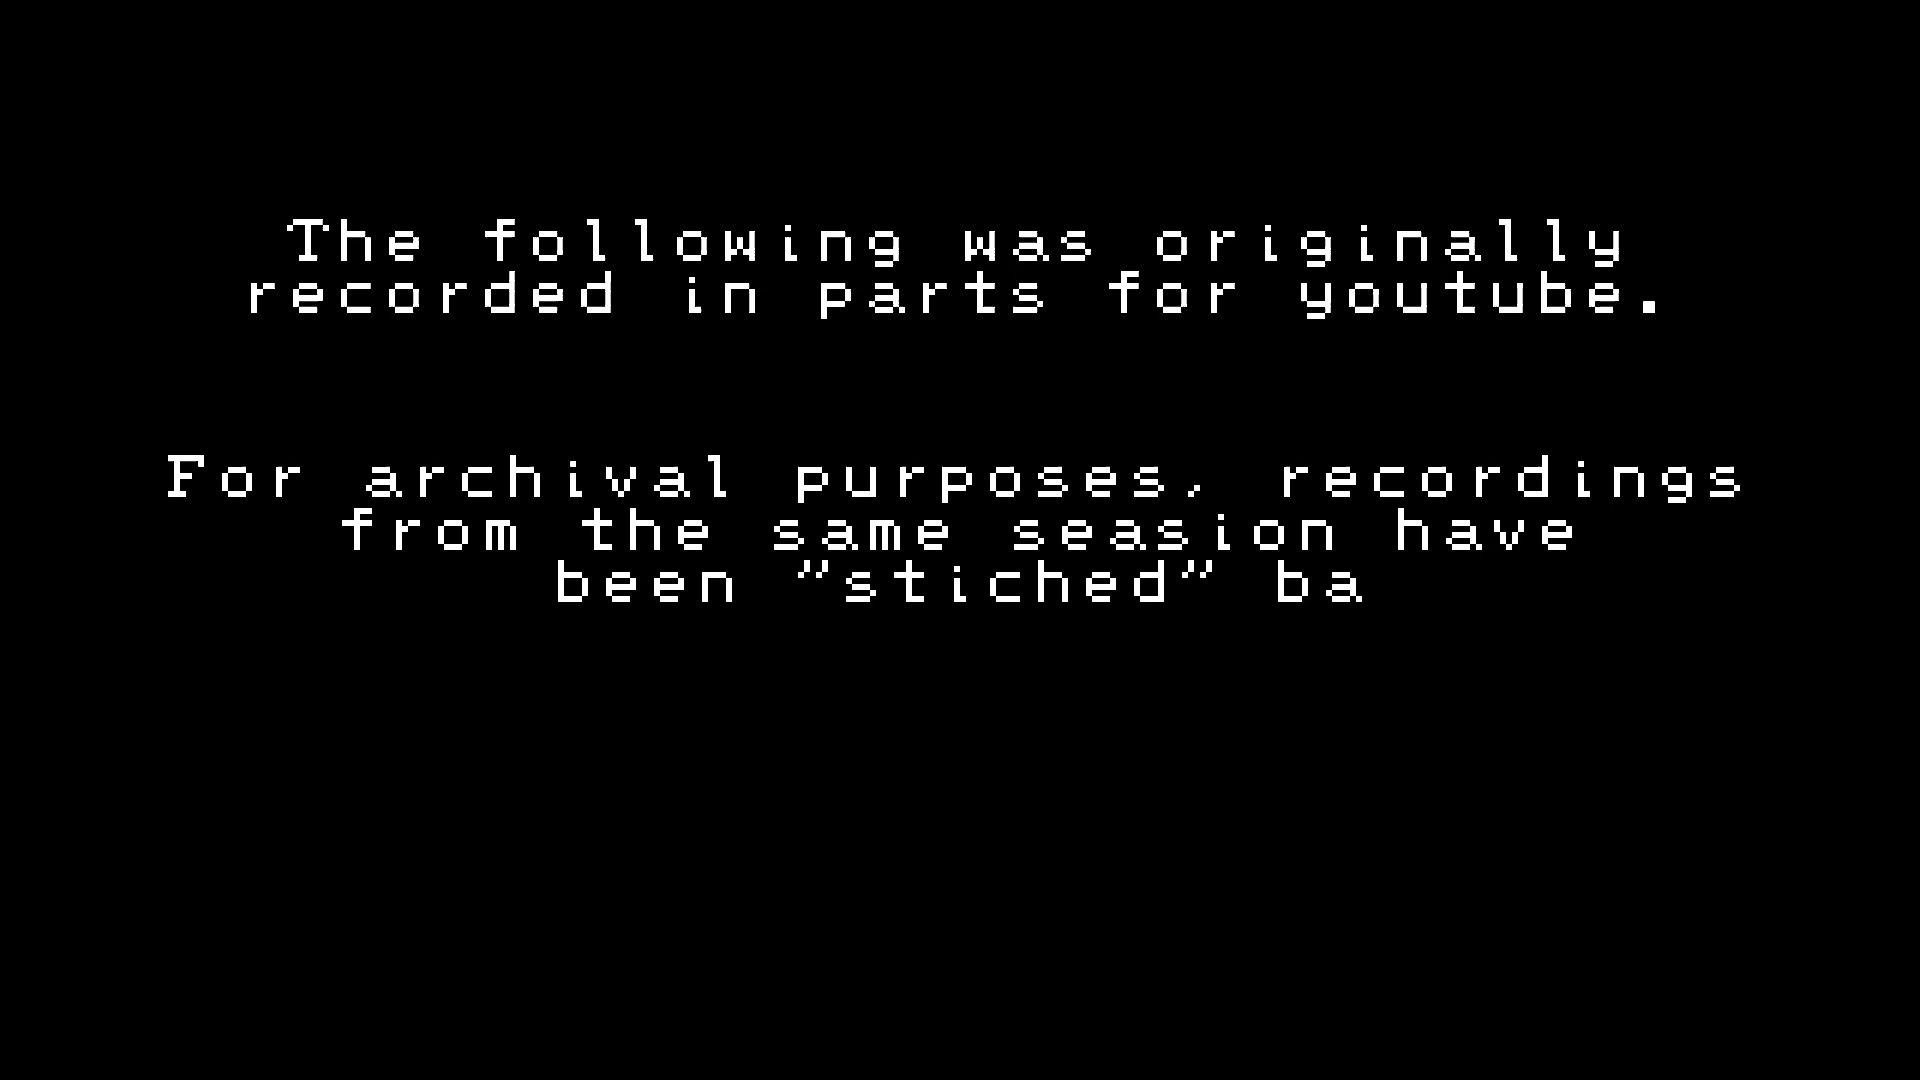 The following was originally
recorded in parts for youtube.
For archival purposes, recordings
from the same seasion have
been "stiched" ba